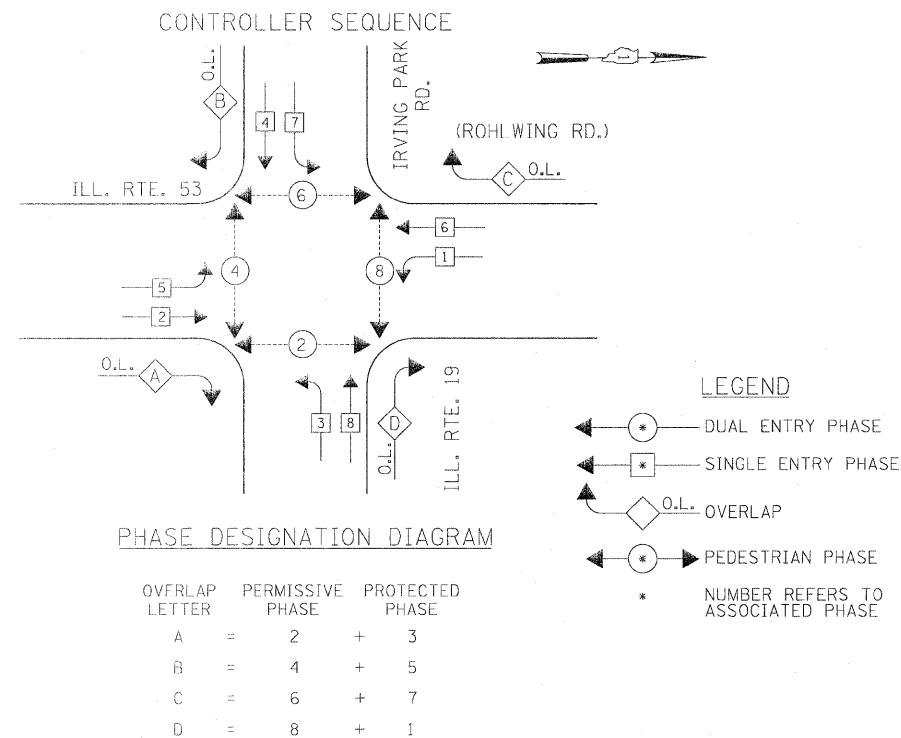 CONTROLLER SEQUENCE
O.L.
B
4
7
IRVING PARK
RD.
(ROHLWING RD.)
C
O.L.
ILL. RTE. 53
6
6
1
4
8
5
2
2
O.L.
A
3
8
D
O.L.
ILL. RTE. 19
LEGEND
* DUAL ENTRY PHASE
* SINGLE ENTRY PHASE
O.L. OVERLAP
* PEDESTRIAN PHASE
* NUMBER REFERS TO
ASSOCIATED PHASE
PHASE DESIGNATION DIAGRAM
OVERLAP PERMISSIVE PROTECTED
LETTER PHASE PHASE
A = 2 + 3
B = 4 + 5
C = 6 + 7
D = 8 + 1